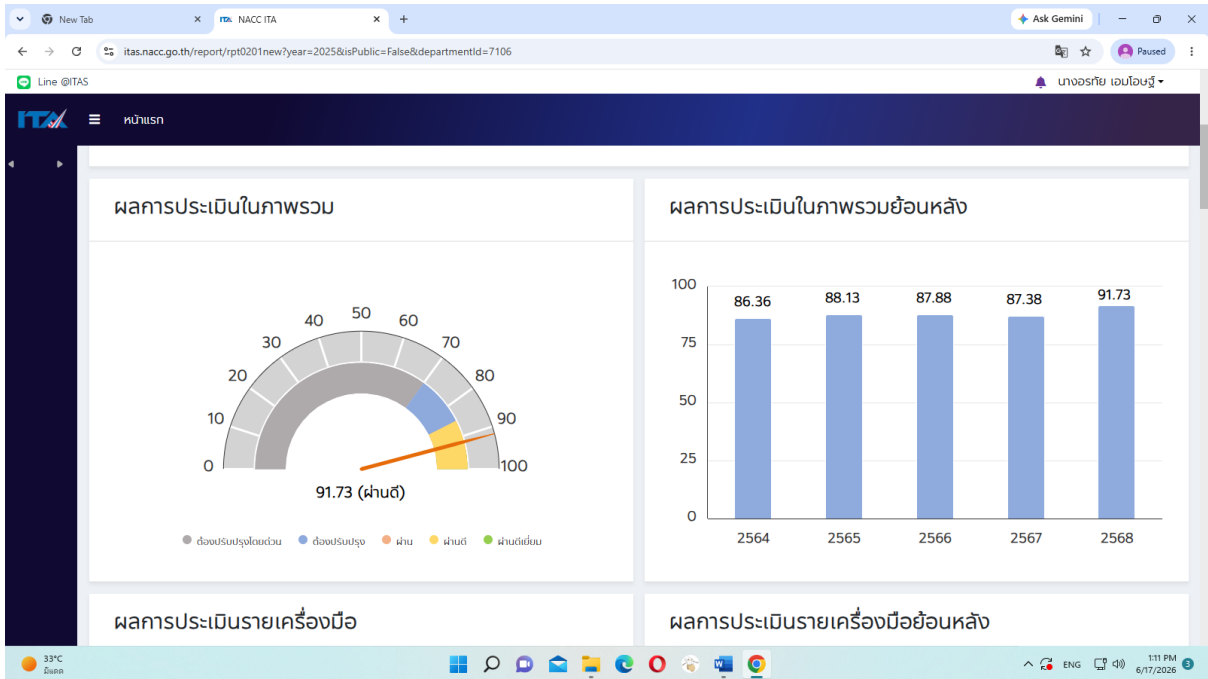 New Tab
NACC ITA
Ask Gemini
itas.nacc.go.th/report/rpt0201new?year=2025&isPublic=False&departmentId=7106
Paused
Line @ITAS
นางอรทัย เอมโอษฐ์
ITA
หน้าแรก
ผลการประเมินในภาพรวม
0
10
20
30
40
50
60
70
80
90
100
91.73 (ผ่านดี)
ต้องปรับปรุงโดยด่วน ต้องปรับปรุง ผ่าน ผ่านดี ผ่านดีเยี่ยม
ผลการประเมินในภาพรวมย้อนหลัง
100
75
50
25
0
86.36 88.13 87.88 87.38 91.73
2564 2565 2566 2567 2568
ผลการประเมินรายเครื่องมือ
ผลการประเมินรายเครื่องมือย้อนหลัง
33°C
มีแดด
ENG
1:11 PM
6/17/2026
3